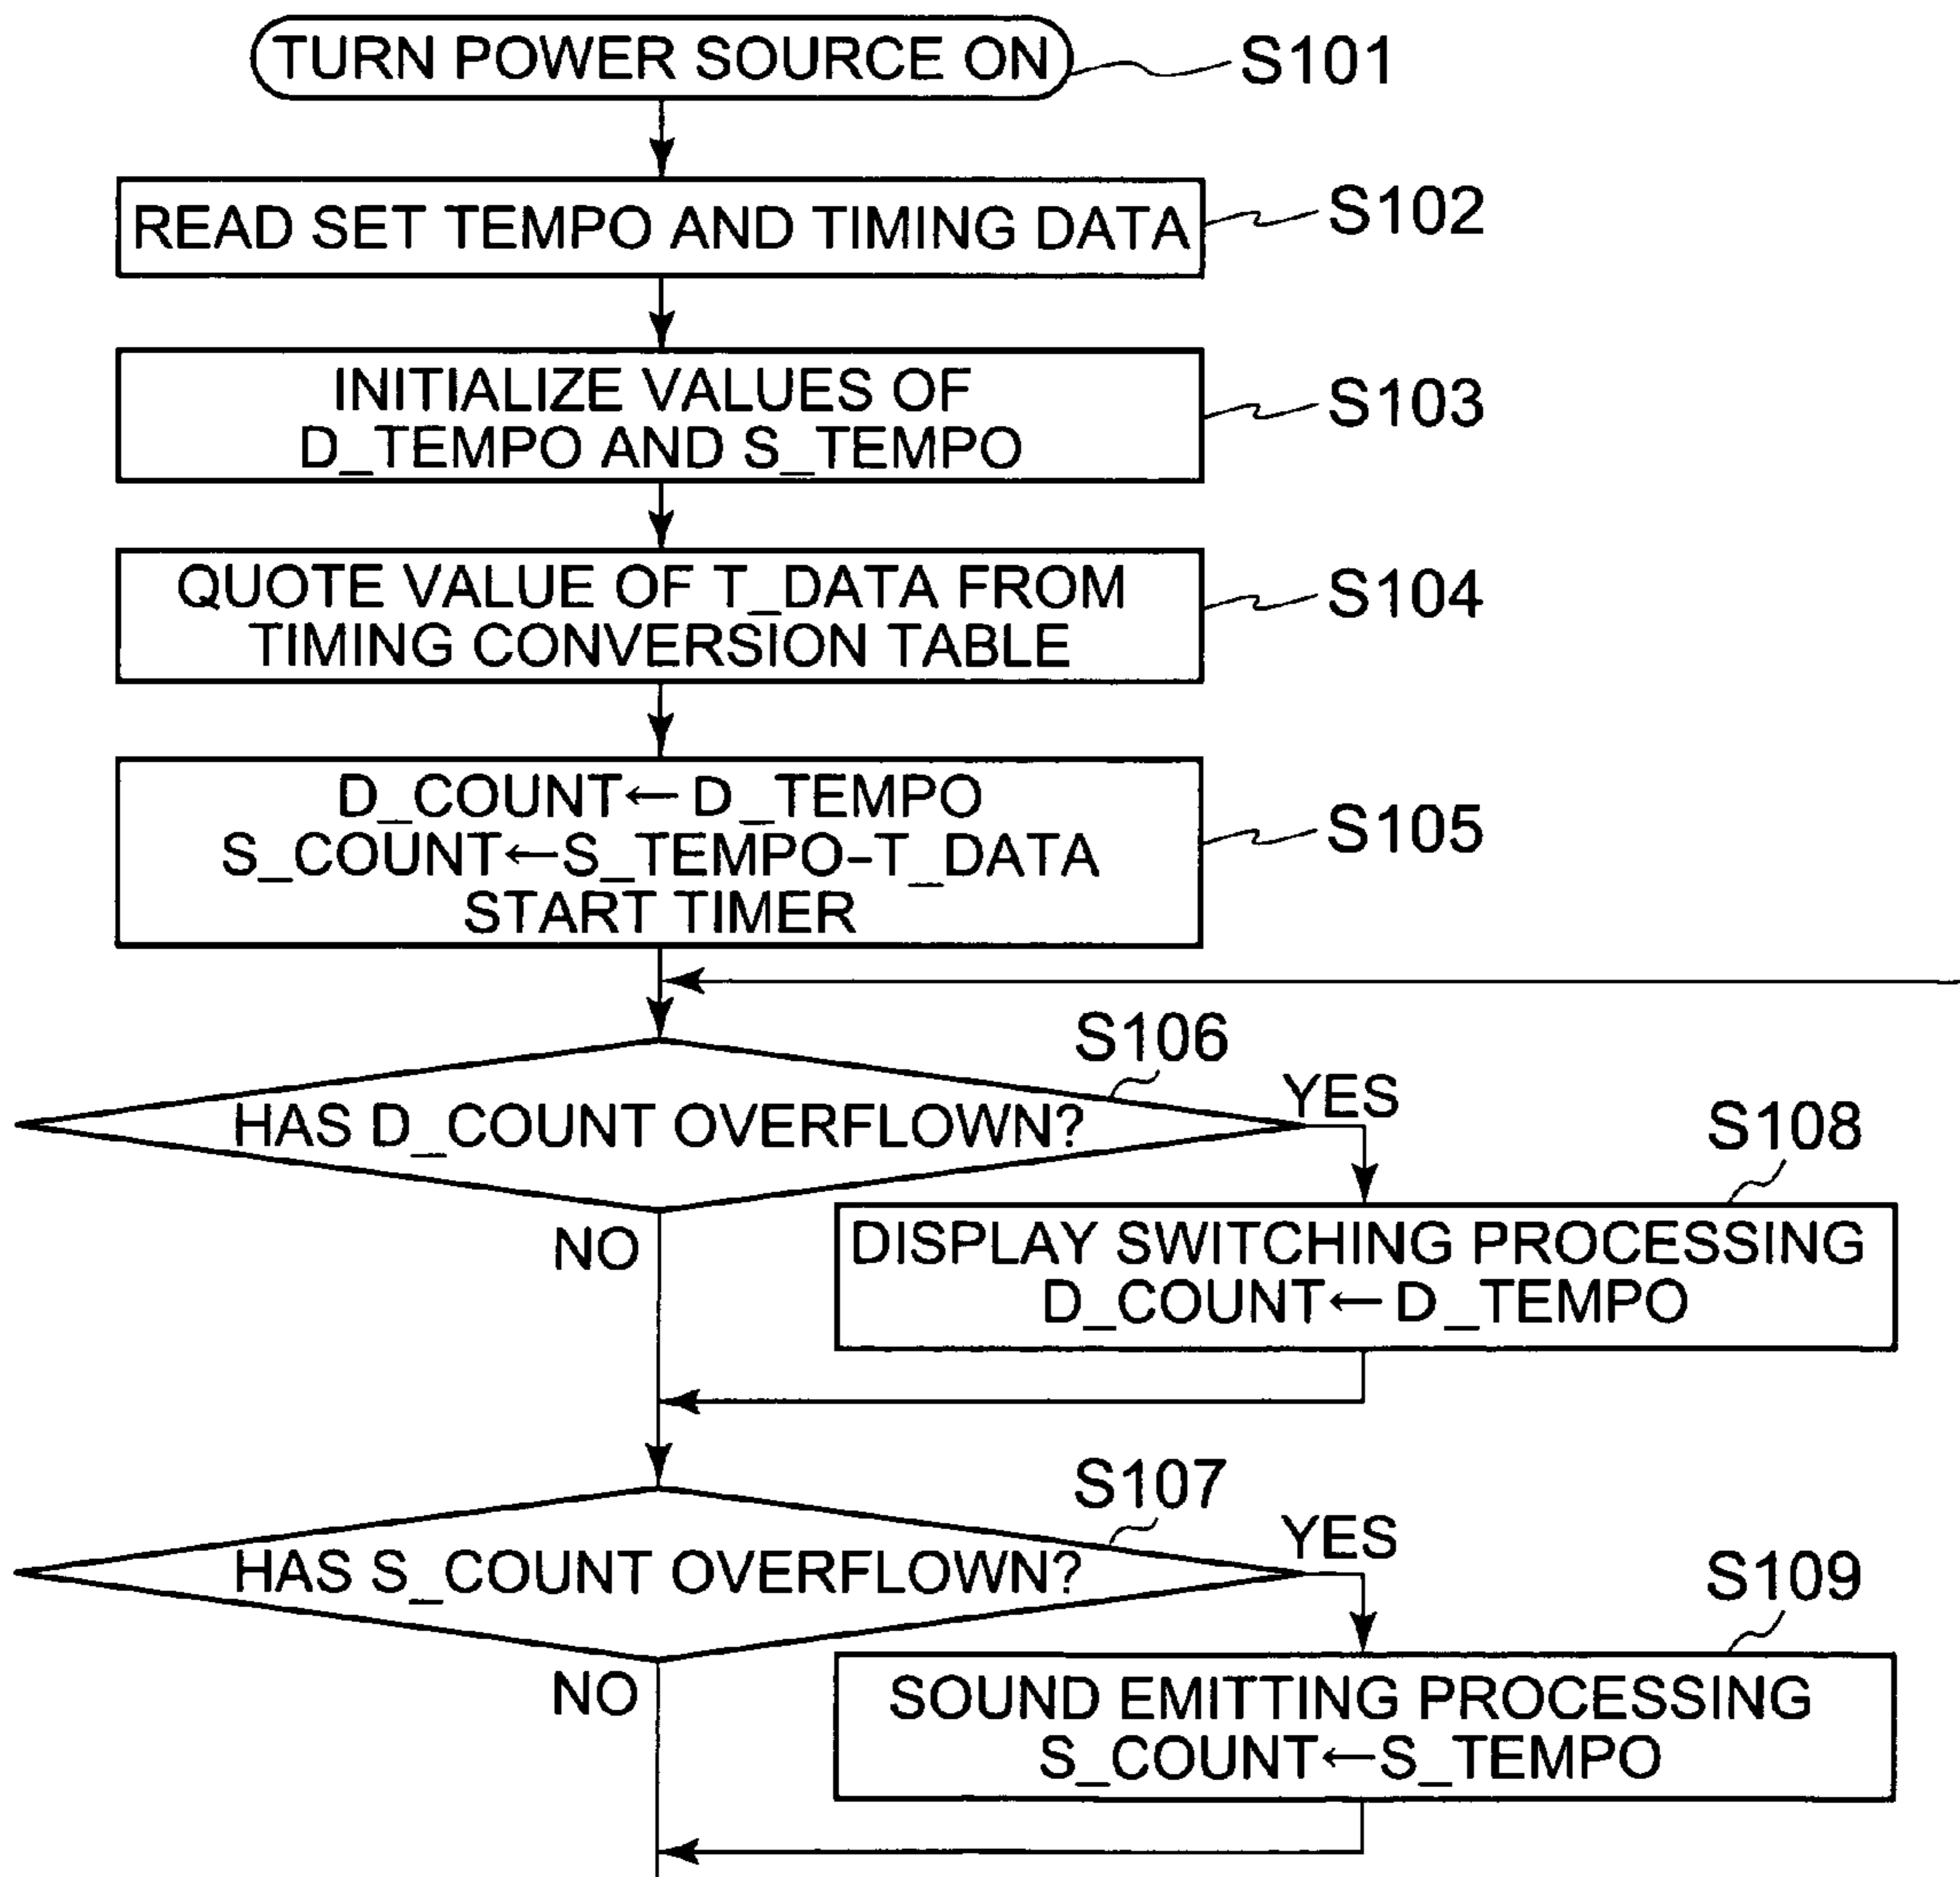 TURN POWER SOURCE ON
S101
READ SET TEMPO AND TIMING DATA
S102
INITIALIZE VALUES OF
D_TEMPO AND S_TEMPO
S103
QUOTE VALUE OF T_DATA FROM
TIMING CONVERSION TABLE
S104
D_COUNT← D_TEMPO
S_COUNT←S_TEMPO–T_DATA
START TIMER
S105
S106
HAS D_COUNT OVERFLOWN?
YES
NO
S108
DISPLAY SWITCHING PROCESSING
D_COUNT← D_TEMPO
S107
HAS S_COUNT OVERFLOWN?
YES
NO
S109
SOUND EMITTING PROCESSING
S_COUNT←S_TEMPO